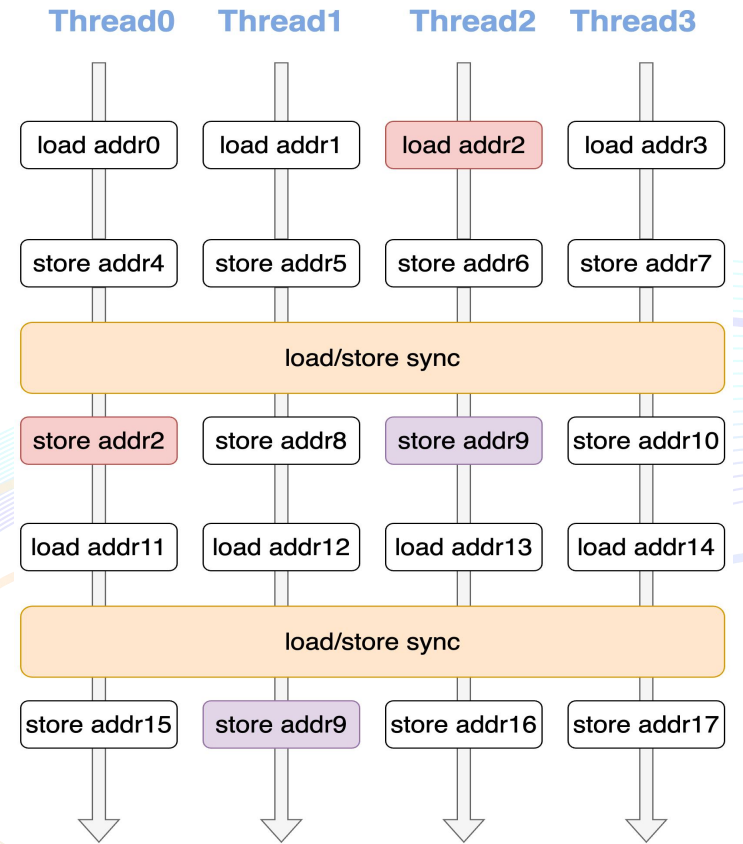 Thread0 Thread1 Thread2 Thread3
load addr0 load addr1 load addr2 load addr3
store addr4 store addr5 store addr6 store addr7
load/store sync
store addr2 store addr8 store addr9 store addr10
load addr11 load addr12 load addr13 load addr14
load/store sync
store addr15 store addr9 store addr16 store addr17